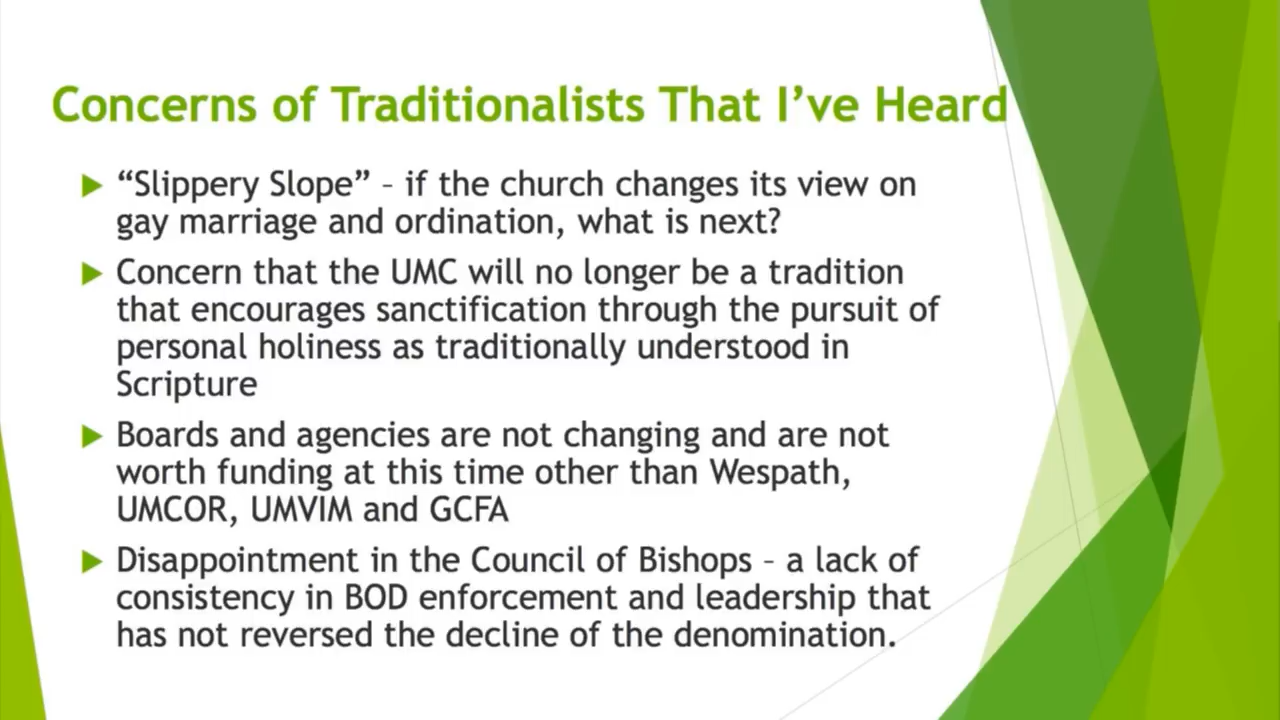 Concerns of Traditionalists That I’ve Heard
“Slippery Slope” – if the church changes its view on
gay marriage and ordination, what is next?
Concern that the UMC will no longer be a tradition
that encourages sanctification through the pursuit of
personal holiness as traditionally understood in
Scripture
Boards and agencies are not changing and are not
worth funding at this time other than Wespath,
UMCOR, UMVIM and GCFA
Disappointment in the Council of Bishops – a lack of
consistency in BOD enforcement and leadership that
has not reversed the decline of the denomination.